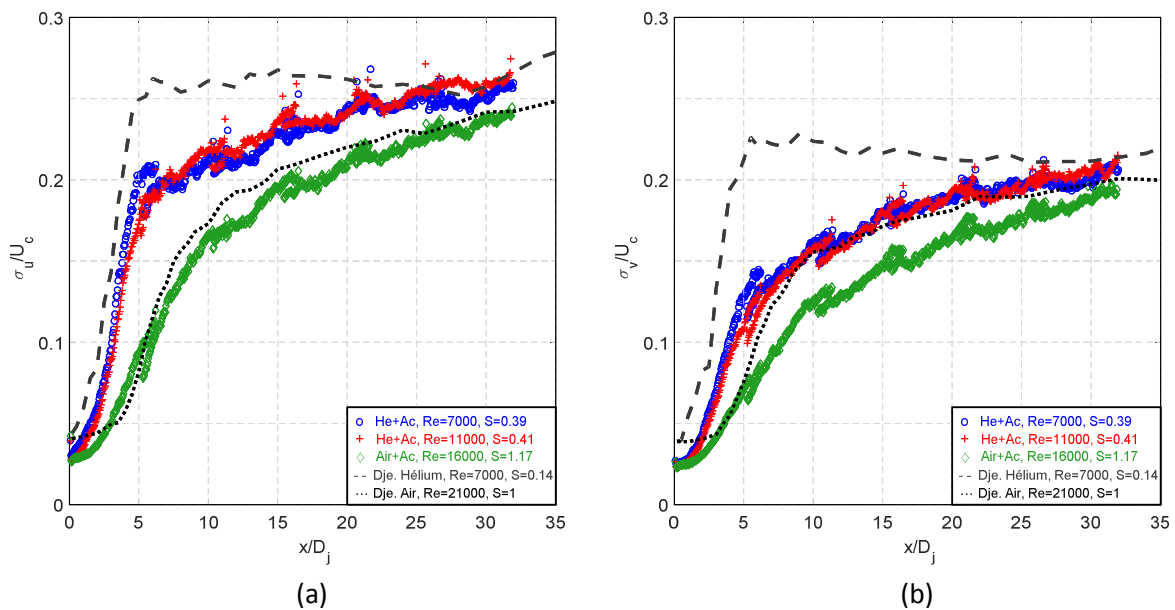 0.3
0.2
0.1
0
σu/Uc
0 5 10 15 20 25 30 35
x/Dj
He+Ac, Re=7000, S=0.39
He+Ac, Re=11000, S=0.41
Air+Ac, Re=16000, S=1.17
Dje. Hélium, Re=7000, S=0.14
Dje. Air, Re=21000, S=1
(a)
0.3
0.2
0.1
0
σv/Uc
0 5 10 15 20 25 30 35
x/Dj
He+Ac, Re=7000, S=0.39
He+Ac, Re=11000, S=0.41
Air+Ac, Re=16000, S=1.17
Dje. Hélium, Re=7000, S=0.14
Dje. Air, Re=21000, S=1
(b)